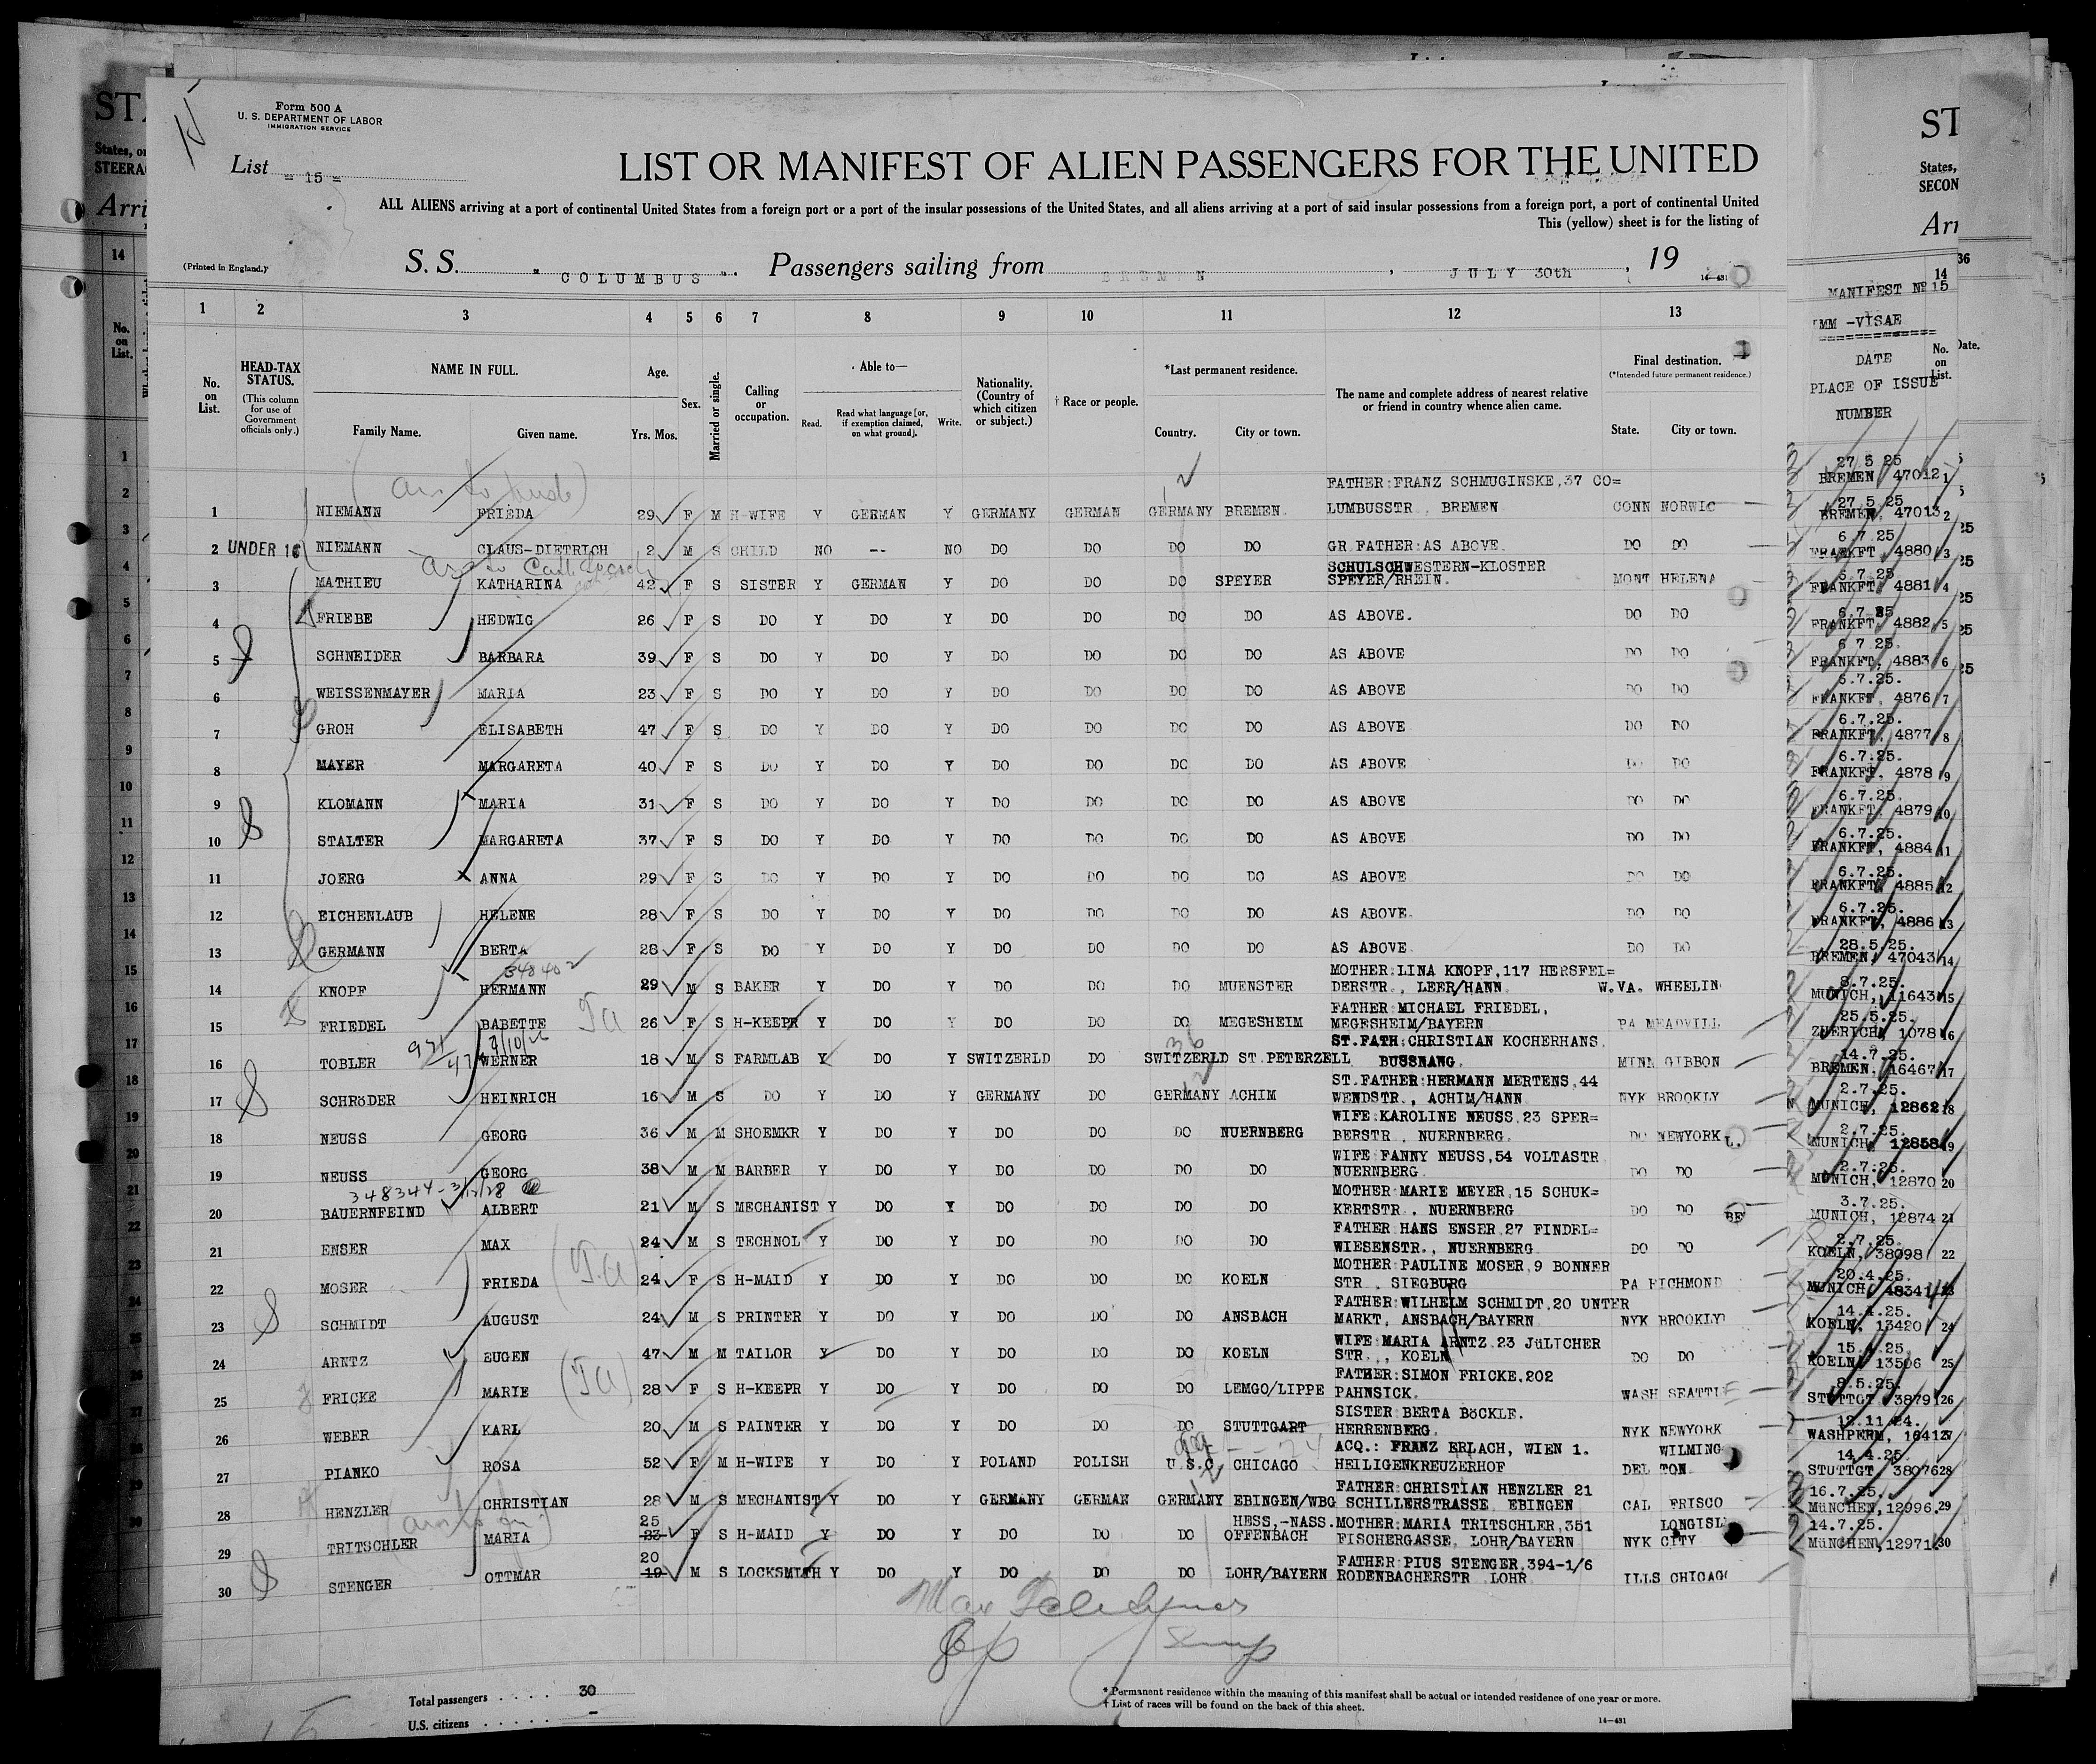 Form 500 A
U. S. DEPARTMENT OF LABOR
IMMIGRATION SERVICE
List = 15 =
LIST OR MANIFEST OF ALIEN PASSENGERS FOR THE UNITED
ALL ALIENS arriving at a port of continental United States from a foreign port or a port of the insular possessions of the United States, and all aliens arriving at a port of said insular possessions from a foreign port, a port of continental United
This (yellow) sheet is for the listing of
(Printed in England.)
S. S. "COLUMBUS". Passengers sailing from BREMEN, JULY 30th, 19
14-431
1 2 3 4 5 6 7 8 9 10 11 12 13
No. on List.
HEAD-TAX STATUS. (This column for use of Government officials only.)
NAME IN FULL. Family Name. Given name.
Age. Yrs. Mos.
Sex.
Married or single.
Calling or occupation.
Able to— Read. Read what language [or, if exemption claimed, on what ground]. Write.
Nationality. (Country of which citizen or subject.)
† Race or people.
*Last permanent residence. Country. City or town.
The name and complete address of nearest relative or friend in country whence alien came.
Final destination. (*Intended future permanent residence.) State. City or town.
FATHER:FRANZ SCHMUGINSKE,37 CO=
1 NIEMANN FRIEDA 29 F M H-WIFE Y GERMAN Y GERMANY GERMAN GERMANY BREMEN LUMBUSSTR., BREMEN CONN NORWIC
2 UNDER 16 NIEMANN CLAUS-DIETRICH 2 M S CHILD NO -- NO DO DO DO DO GR.FATHER:AS ABOVE. DO DO
SCHULSCHWESTERN-KLOSTER
3 MATHIEU KATHARINA 42 F S SISTER Y GERMAN Y DO DO DO SPEYER SPEYER/RHEIN. MONT HELENA
4 FRIEBE HEDWIG 26 F S DO Y DO Y DO DO DO DO AS ABOVE. DO DO
5 SCHNEIDER BARBARA 39 F S DO Y DO Y DO DO DO DO AS ABOVE DO DO
6 WEISSENMAYER MARIA 23 F S DO Y DO Y DO DO DO DO AS ABOVE DO DO
7 GROH ELISABETH 47 F S DO Y DO Y DO DO DO DO AS ABOVE DO DO
8 MAYER MARGARETA 40 F S DO Y DO Y DO DO DO DO AS ABOVE DO DO
9 KLOMANN MARIA 31 F S DO Y DO Y DO DO DO DO AS ABOVE DO DO
10 STALTER MARGARETA 37 F S DO Y DO Y DO DO DO DO AS ABOVE DO DO
11 JOERG ANNA 29 F S DO Y DO Y DO DO DO DO AS ABOVE DO DO
12 EICHENLAUB HELENE 28 F S DO Y DO Y DO DO DO DO AS ABOVE DO DO
13 GERMANN BERTA 28 F S DO Y DO Y DO DO DO DO AS ABOVE DO DO
348402
MOTHER:LINA KNOPF,117 HERSFEL=
14 KNOPF HERMANN 29 M S BAKER Y DO Y DO DO DO MUENSTER DERSTR., LEER/HANN. W.VA. WHEELIN
FATHER:MICHAEL FRIEDEL,
15 FRIEDEL BABETTE 26 F S H-KEEPR Y DO Y DO DO DO MEGESHEIM MEGESHEIM/BAYERN PA MEADVILL
ST.FATH:CHRISTIAN KOCHERHANS
16 TOBLER WERNER 18 M S FARMLAB Y DO Y SWITZERLD DO SWITZERLD ST.PETERZELL BUSSNANG. MINN GIBBON
ST.FATHER:HERMANN MERTENS,44
17 SCHRöDER HEINRICH 16 M S DO Y DO Y GERMANY DO GERMANY ACHIM WENDSTR., ACHIM/HANN NYK BROOKLY
WIFE:KAROLINE NEUSS,23 SPER=
18 NEUSS GEORG 36 M M SHOEMKR Y DO Y DO DO DO NUERNBERG BERSTR., NUERNBERG. DO NEWYORK
WIFE:FANNY NEUSS,54 VOLTASTR
19 NEUSS GEORG 38 M M BARBER Y DO Y DO DO DO DO NUERNBERG. DO DO
348344-3/12/28
MOTHER:MARIE MEYER,15 SCHUK=
20 BAUERNFEIND ALBERT 21 M S MECHANIST Y DO Y DO DO DO DO KERTSTR., NUERNBERG DO DO
FATHER:HANS ENSER,27 FINDEL=
21 ENSER MAX 24 M S TECHNOL Y DO Y DO DO DO DO WIESENSTR., NUERNBERG DO DO
MOTHER:PAULINE MOSER,9 BONNER
22 MOSER FRIEDA 24 F S H-MAID Y DO Y DO DO DO KOELN STR., SIEGBURG PA RICHMOND
FATHER:WILHELM SCHMIDT,20 UNTER
23 SCHMIDT AUGUST 24 M S PRINTER Y DO Y DO DO DO ANSBACH MARKT, ANSBACH/BAYERN NYK BROOKLY
WIFE:MARIA ARNTZ,23 JüLICHER
24 ARNTZ EUGEN 47 M M TAILOR Y DO Y DO DO DO KOELN STR., KOELN DO DO
FATHER:SIMON FRICKE,202
25 FRICKE MARIE 28 F S H-KEEPR Y DO Y DO DO DO LEMGO/LIPPE PAHNSICK. WASH SEATTLE
SISTER:BERTA BöCKLE.
26 WEBER KARL 20 M S PAINTER Y DO Y DO DO DO STUTTGART HERRENBERG. NYK NEWYORK
ACQ.: FRANZ ERLACH, WIEN 1. WILMING
27 PIANKO ROSA 52 F M H-WIFE Y DO Y POLAND POLISH U.S.C CHICAGO HEILIGENKREUZERHOF DEL TON
FATHER:CHRISTIAN HENZLER 21
28 HENZLER CHRISTIAN 28 M S MECHANIST Y DO Y GERMANY GERMAN GERMANY EBINGEN/WBG SCHILLERSTRASSE EBINGEN CAL FRISCO
25 HESS.-NASS. MOTHER:MARIA TRITSCHLER,351 LONGISL
29 TRITSCHLER MARIA 23 F S H-MAID Y DO Y DO DO DO OFFENBACH FISCHERGASSE, LOHR/BAYERN NYK CITY
20 FATHER:PIUS STENGER,394-1/6
30 STENGER OTTMAR 19 M S LOCKSMITH Y DO Y DO DO DO LOHR/BAYERN RODENBACHERSTR LOHR ILLS CHICAGO
Total passengers . . . . 30
U.S. citizens . . . . . -
* Permanent residence within the meaning of this manifest shall be actual or intended residence of one year or more.
† List of races will be found on the back of this sheet.
14-431
MANIFEST No 15
IMM -VISAE
DATE
PLACE OF ISSUE
NUMBER
27 5 25
BREMEN 47012 1
27.5.25
BREMEN, 47013 2
6 7 25
FRANKFT, 4880 3
6.7.25
FRANKFT, 4881 4
6.7.25
FRANKFT, 4882 5
6 7 25.
FRANKFT, 4883 6
6.7.25.
FRANKFT, 4876 7
6.7.25.
FRANKFT, 4877 8
6.7.25.
FRANKFT, 4878 9
6.7.25.
FRANKFT, 4879 10
6.7.25.
FRANKFT, 4884 11
6.7.25.
FRANKFT, 4885 12
6.7.25.
FRANKFT, 4886 13
28.5.25.
BREMEN, 47043 14
8.7.25.
MUNICH, 11643 15
25.5.25.
ZUERICH, 1078 16
14.7.25.
BREMEN, 16467 17
2.7.25.
MUNICH, 12862 18
2.7.25.
MUNICH, 12858 19
2.7.25.
MUNICH, 12870 20
3.7.25.
MUNICH, 12874 21
2.7.25.
KOELN, 38098 22
20.4.25.
MUNICH, 48341 23
14.4.25.
KOELN, 13420 24
15.4.25
KOELN, 13506 25
8.5.25.
STUTTGT 38791 26
12.11.24.
WASHPERM, 16412 27
14.4.25
STUTTGT 38076 28
16.7.25.
MüNCHEN,12996 29
14.7.25.
MüNCHEN,12971 30